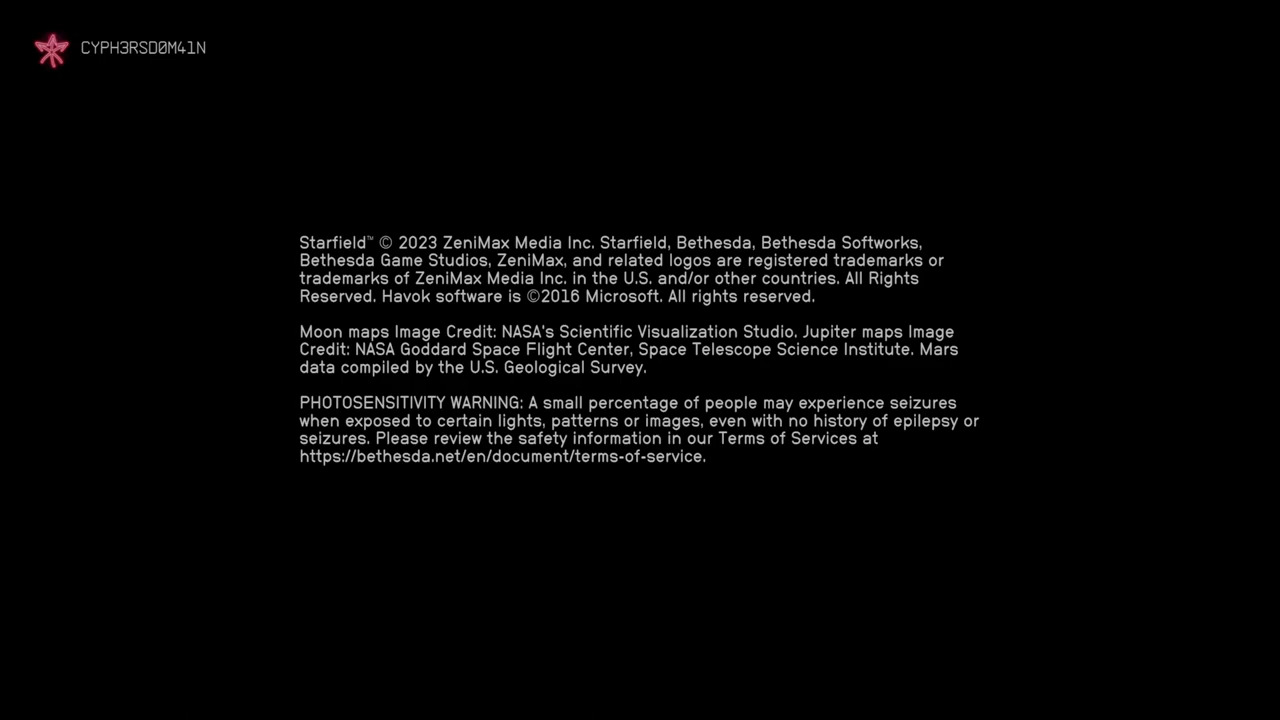 CYPH3RSD0M41N
Starfield™ © 2023 ZeniMax Media Inc. Starfield, Bethesda, Bethesda Softworks,
Bethesda Game Studios, ZeniMax, and related logos are registered trademarks or
trademarks of ZeniMax Media Inc. in the U.S. and/or other countries. All Rights
Reserved. Havok software is ©2016 Microsoft. All rights reserved.
Moon maps Image Credit: NASA's Scientific Visualization Studio. Jupiter maps Image
Credit: NASA Goddard Space Flight Center, Space Telescope Science Institute. Mars
data compiled by the U.S. Geological Survey.
PHOTOSENSITIVITY WARNING: A small percentage of people may experience seizures
when exposed to certain lights, patterns or images, even with no history of epilepsy or
seizures. Please review the safety information in our Terms of Services at
https://bethesda.net/en/document/terms-of-service.